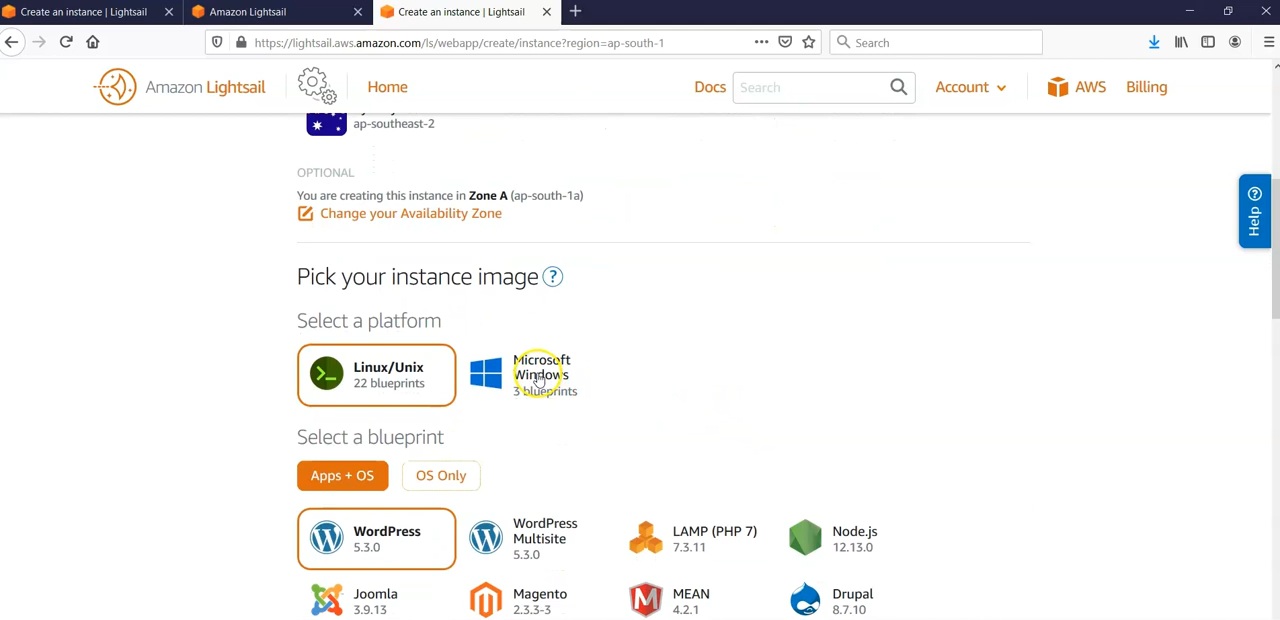 Create an instance | Lightsail
Amazon Lightsail
Create an instance | Lightsail
https://lightsail.aws.amazon.com/ls/webapp/create/instance?region=ap-south-1
Search
Amazon Lightsail
Home
Docs
Search
Account
AWS
Billing
ap-southeast-2
Help
OPTIONAL
You are creating this instance in Zone A (ap-south-1a)
Change your Availability Zone
Pick your instance image ?
Select a platform
Linux/Unix
22 blueprints
Microsoft
Windows
3 blueprints
Select a blueprint
Apps + OS
OS Only
WordPress
5.3.0
WordPress
Multisite
5.3.0
LAMP (PHP 7)
7.3.11
Node.js
12.13.0
Joomla
3.9.13
Magento
2.3.3-3
MEAN
4.2.1
Drupal
8.7.10